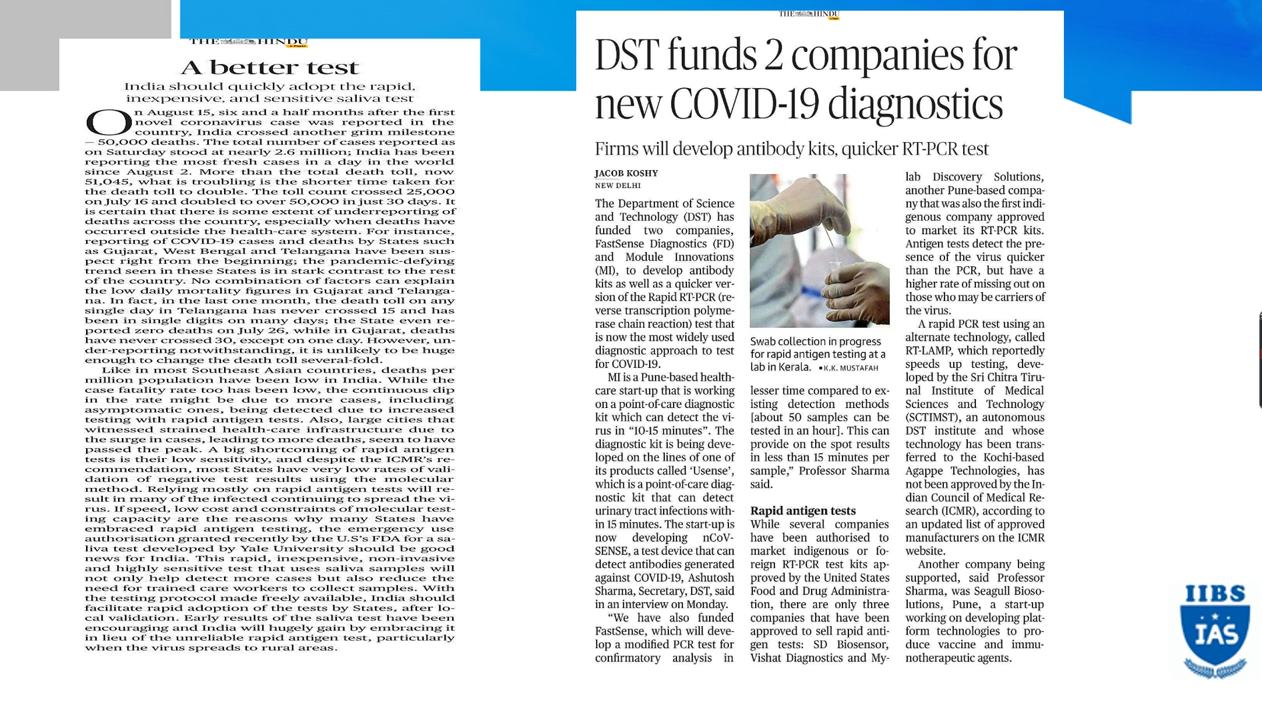 THE HINDU
A better test
India should quickly adopt the rapid,
inexpensive, and sensitive saliva test
On August 15, six and a half months after the first
novel coronavirus case was reported in the
country, India crossed another grim milestone
— 50,000 deaths. The total number of cases reported as
on Saturday stood at nearly 2.6 million; India has been
reporting the most fresh cases in a day in the world
since August 2. More than the total death toll, now
51,045, what is troubling is the shorter time taken for
the death toll to double. The toll count crossed 25,000
on July 16 and doubled to over 50,000 in just 30 days. It
is certain that there is some extent of underreporting of
deaths across the country, especially when deaths have
occurred outside the health-care system. For instance,
reporting of COVID-19 cases and deaths by States such
as Gujarat, West Bengal and Telangana have been sus-
pect right from the beginning; the pandemic-defying
trend seen in these States is in stark contrast to the rest
of the country. No combination of factors can explain
the low daily mortality figures in Gujarat and Telanga-
na. In fact, in the last one month, the death toll on any
single day in Telangana has never crossed 15 and has
been in single digits on many days; the State even re-
ported zero deaths on July 26, while in Gujarat, deaths
have never crossed 30, except on one day. However, un-
der-reporting notwithstanding, it is unlikely to be huge
enough to change the death toll several-fold.
Like in most Southeast Asian countries, deaths per
million population have been low in India. While the
case fatality rate too has been low, the continuous dip
in the rate might be due to more cases, including
asymptomatic ones, being detected due to increased
testing with rapid antigen tests. Also, large cities that
witnessed strained health-care infrastructure due to
the surge in cases, leading to more deaths, seem to have
passed the peak. A big shortcoming of rapid antigen
tests is their low sensitivity, and despite the ICMR's re-
commendation, most States have very low rates of vali-
dation of negative test results using the molecular
method. Relying mostly on rapid antigen tests will re-
sult in many of the infected continuing to spread the vi-
rus. If speed, low cost and constraints of molecular test-
ing capacity are the reasons why many States have
embraced rapid antigen testing, the emergency use
authorisation granted recently by the U.S's FDA for a sa-
liva test developed by Yale University should be good
news for India. This rapid, inexpensive, non-invasive
and highly sensitive test that uses saliva samples will
not only help detect more cases but also reduce the
need for trained care workers to collect samples. With
the testing protocol made freely available, India should
facilitate rapid adoption of the tests by States, after lo-
cal validation. Early results of the saliva test have been
encouraging and India will hugely gain by embracing it
in lieu of the unreliable rapid antigen test, particularly
when the virus spreads to rural areas.
THE HINDU
DST funds 2 companies for
new COVID-19 diagnostics
Firms will develop antibody kits, quicker RT-PCR test
JACOB KOSHY
NEW DELHI
The Department of Science
and Technology (DST) has
funded two companies,
FastSense Diagnostics (FD)
and Module Innovations
(MI), to develop antibody
kits as well as a quicker ver-
sion of the Rapid RT-PCR (re-
verse transcription polyme-
rase chain reaction) test that
is now the most widely used
diagnostic approach to test
for COVID-19.
MI is a Pune-based health-
care start-up that is working
on a point-of-care diagnostic
kit which can detect the vi-
rus in “10-15 minutes”. The
diagnostic kit is being deve-
loped on the lines of one of
its products called ‘Usense’,
which is a point-of-care diag-
nostic kit that can detect
urinary tract infections with-
in 15 minutes. The start-up is
now developing nCoV-
SENSE, a test device that can
detect antibodies generated
against COVID-19, Ashutosh
Sharma, Secretary, DST, said
in an interview on Monday.
“We have also funded
FastSense, which will deve-
lop a modified PCR test for
confirmatory analysis in
Swab collection in progress
for rapid antigen testing at a
lab in Kerala. •K.K. MUSTAFAH
lesser time compared to ex-
isting detection methods
[about 50 samples can be
tested in an hour]. This can
provide on the spot results
in less than 15 minutes per
sample,” Professor Sharma
said.
Rapid antigen tests
While several companies
have been authorised to
market indigenous or fo-
reign RT-PCR test kits ap-
proved by the United States
Food and Drug Administra-
tion, there are only three
companies that have been
approved to sell rapid anti-
gen tests: SD Biosensor,
Vishat Diagnostics and My-
lab Discovery Solutions,
another Pune-based compa-
ny that was also the first indi-
genous company approved
to market its RT-PCR kits.
Antigen tests detect the pre-
sence of the virus quicker
than the PCR, but have a
higher rate of missing out on
those who may be carriers of
the virus.
A rapid PCR test using an
alternate technology, called
RT-LAMP, which reportedly
speeds up testing, deve-
loped by the Sri Chitra Tiru-
nal Institute of Medical
Sciences and Technology
(SCTIMST), an autonomous
DST institute and whose
technology has been trans-
ferred to the Kochi-based
Agappe Technologies, has
not been approved by the In-
dian Council of Medical Re-
search (ICMR), according to
an updated list of approved
manufacturers on the ICMR
website.
Another company being
supported, said Professor
Sharma, was Seagull Bioso-
lutions, Pune, a start-up
working on developing plat-
form technologies to pro-
duce vaccine and immu-
notherapeutic agents.
IIBS
IAS